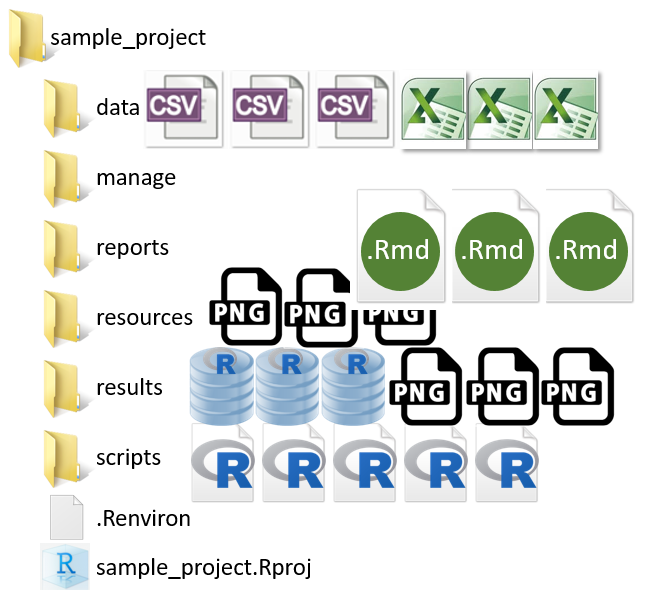 sample_project
data CSV CSV CSV X X X
manage
reports .Rmd .Rmd .Rmd
resources PNG PNG PNG
results R R R PNG PNG PNG
scripts R R R R R
.Renviron
R sample_project.Rproj